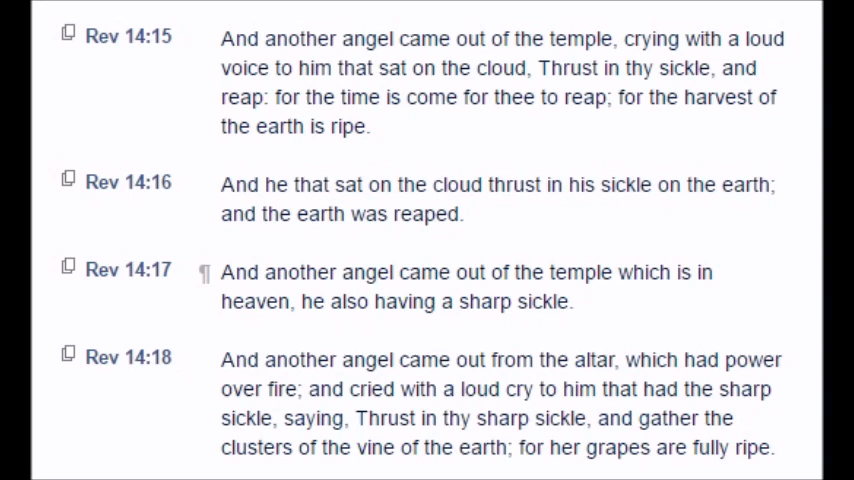 Rev 14:15 And another angel came out of the temple, crying with a loud
voice to him that sat on the cloud, Thrust in thy sickle, and
reap: for the time is come for thee to reap; for the harvest of
the earth is ripe.
Rev 14:16 And he that sat on the cloud thrust in his sickle on the earth;
and the earth was reaped.
Rev 14:17 ¶ And another angel came out of the temple which is in
heaven, he also having a sharp sickle.
Rev 14:18 And another angel came out from the altar, which had power
over fire; and cried with a loud cry to him that had the sharp
sickle, saying, Thrust in thy sharp sickle, and gather the
clusters of the vine of the earth; for her grapes are fully ripe.